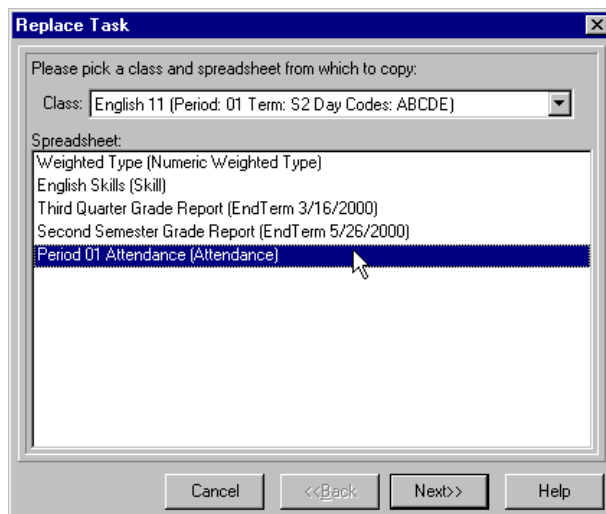 Replace Task
Please pick a class and spreadsheet from which to copy:
Class: English 11 (Period: 01 Term: S2 Day Codes: ABCDE)
Spreadsheet:
Weighted Type (Numeric Weighted Type)
English Skills (Skill)
Third Quarter Grade Report (EndTerm 3/16/2000)
Second Semester Grade Report (EndTerm 5/26/2000)
Period 01 Attendance (Attendance)
Cancel <<Back Next>> Help